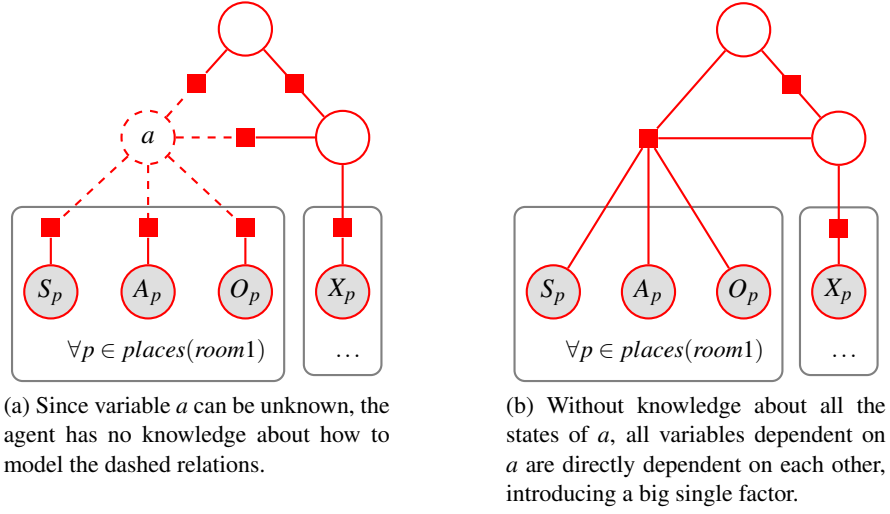 a
S_p A_p O_p X_p
∀p ∈ places(room1) ...
(a) Since variable a can be unknown, the
agent has no knowledge about how to
model the dashed relations.
S_p A_p O_p X_p
∀p ∈ places(room1) ...
(b) Without knowledge about all the
states of a, all variables dependent on
a are directly dependent on each other,
introducing a big single factor.